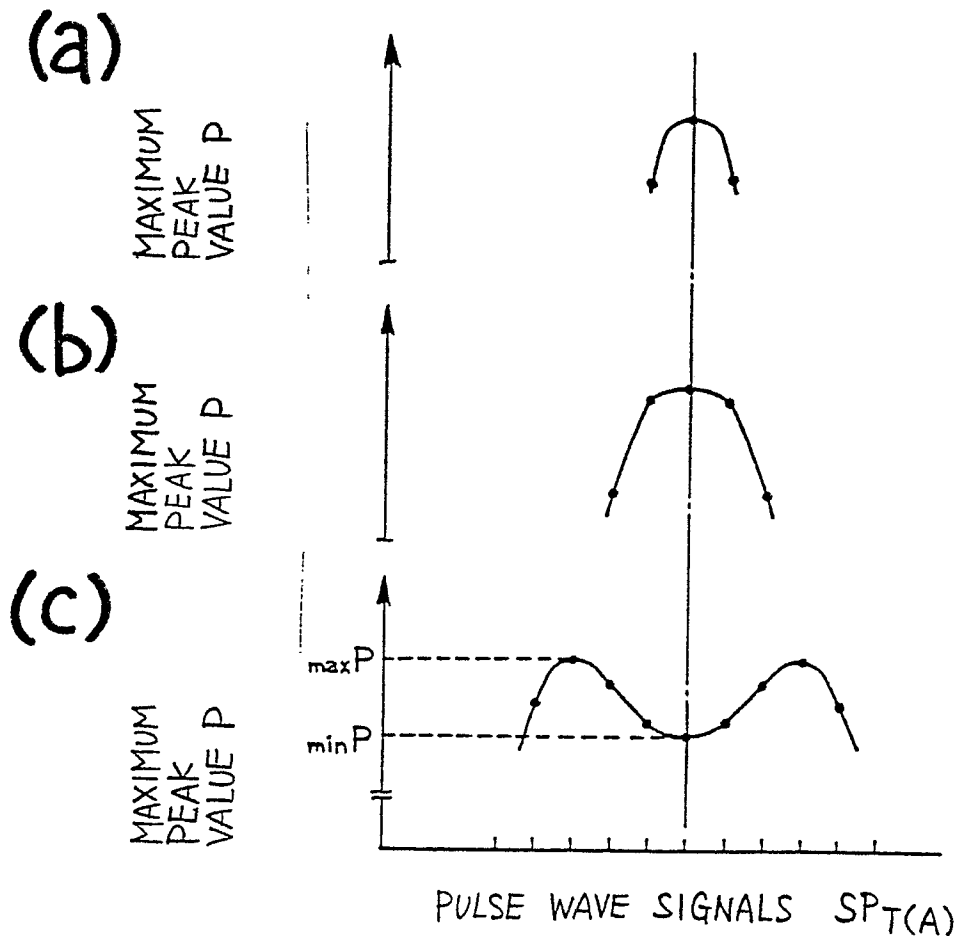 (a)
MAXIMUM
PEAK
VALUE P
(b)
MAXIMUM
PEAK
VALUE P
(c)
MAXIMUM
PEAK
VALUE P
maxP
minP
PULSE WAVE SIGNALS SPT(A)